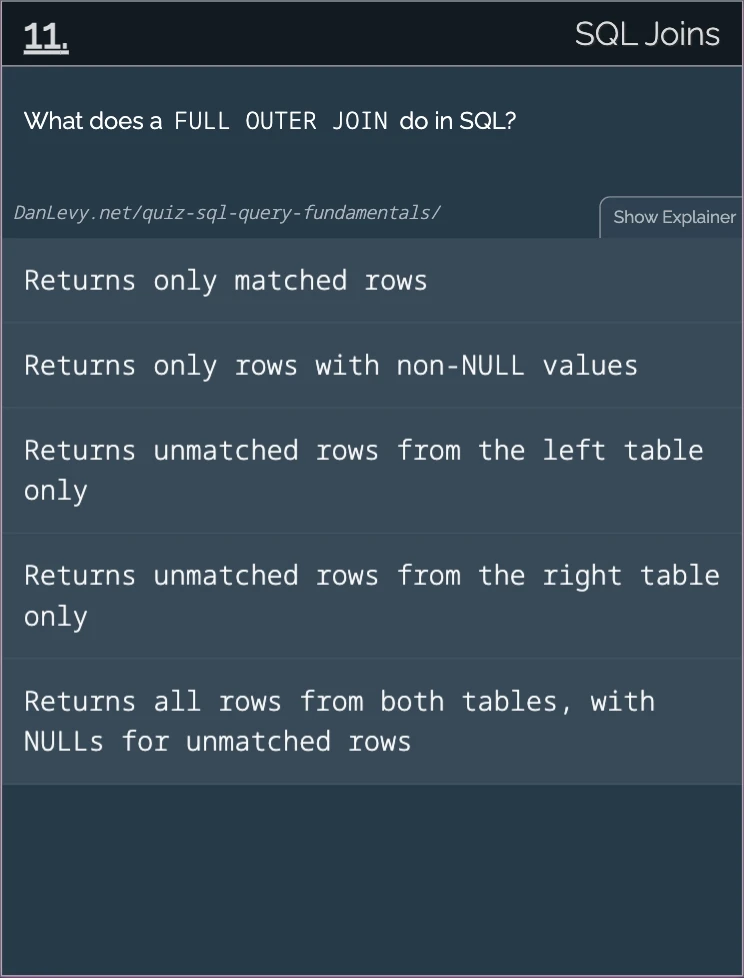 11.
SQL Joins
What does a FULL OUTER JOIN do in SQL?
DanLevy.net/quiz-sql-query-fundamentals/
Show Explainer
Returns only matched rows
Returns only rows with non-NULL values
Returns unmatched rows from the left table
only
Returns unmatched rows from the right table
only
Returns all rows from both tables, with
NULLs for unmatched rows